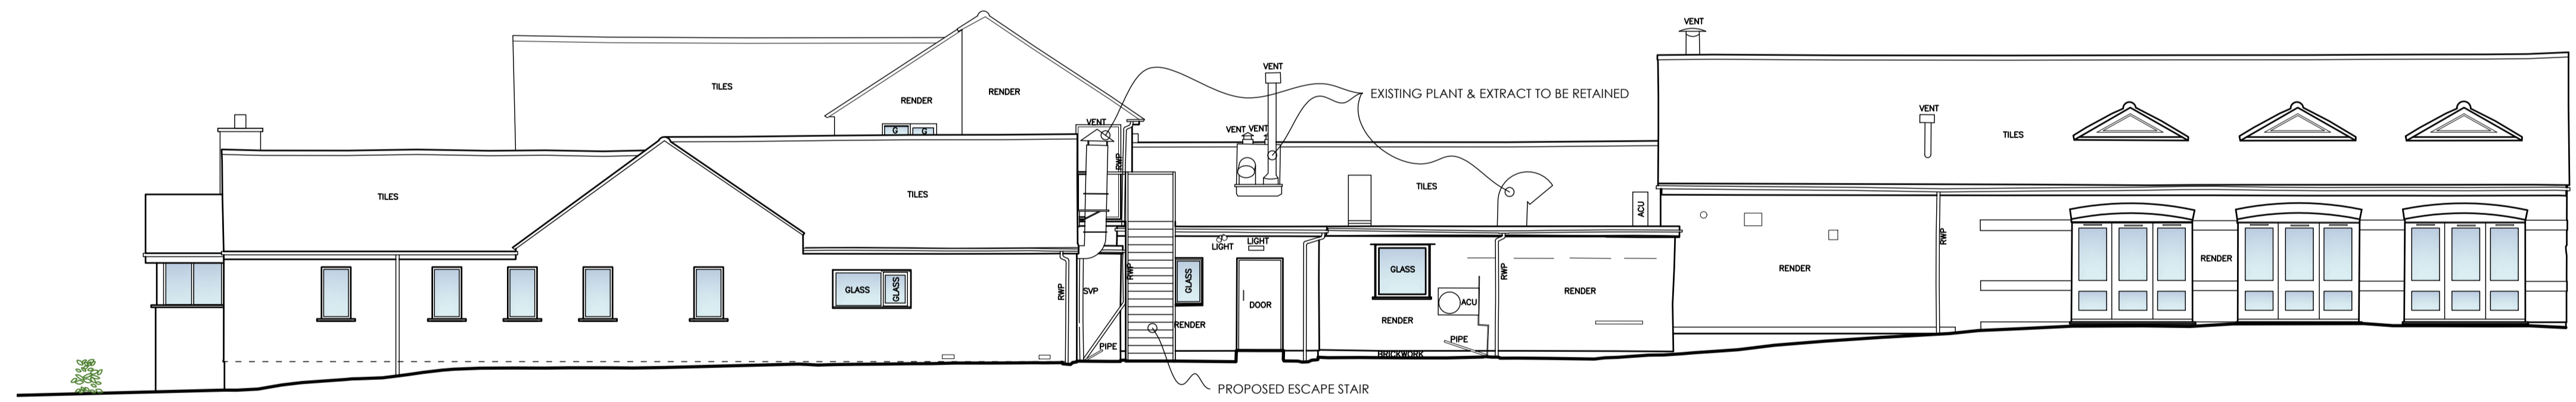 VENT
TILES
RENDER
RENDER
VENT
EXISTING PLANT & EXTRACT TO BE RETAINED
VENT
VENT
VENT VENT
G
G
TILES
RWP
TILES
TILES
TILES
ACU
RWP
LIGHT
LIGHT
RENDER
RENDER
GLASS
GLASS
GLASS
GLASS
RWP
RWP
RWP
SVP
RENDER
ACU
DOOR
RENDER
RENDER
PIPE
PIPE
BRICKWORK
PROPOSED ESCAPE STAIR